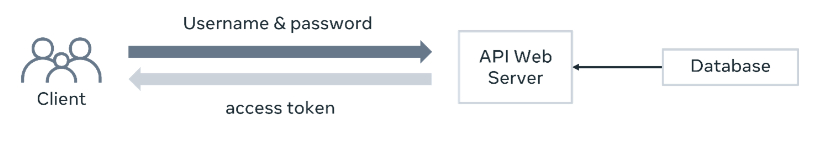 Username & password
API Web
Server
Database
Client
access token